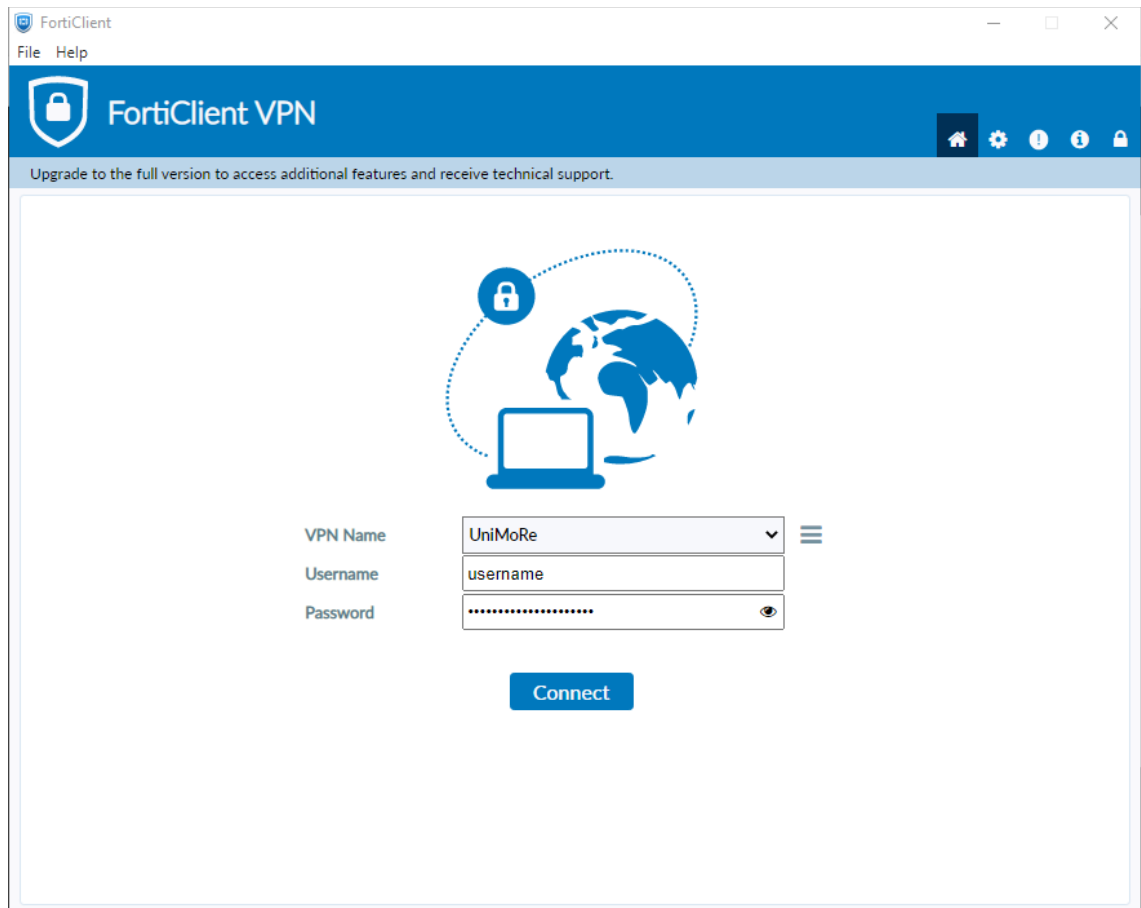 FortiClient
File Help
FortiClient VPN
Upgrade to the full version to access additional features and receive technical support.
VPN Name UniMoRe
Username username
Password ••••••••••••••••••••
Connect